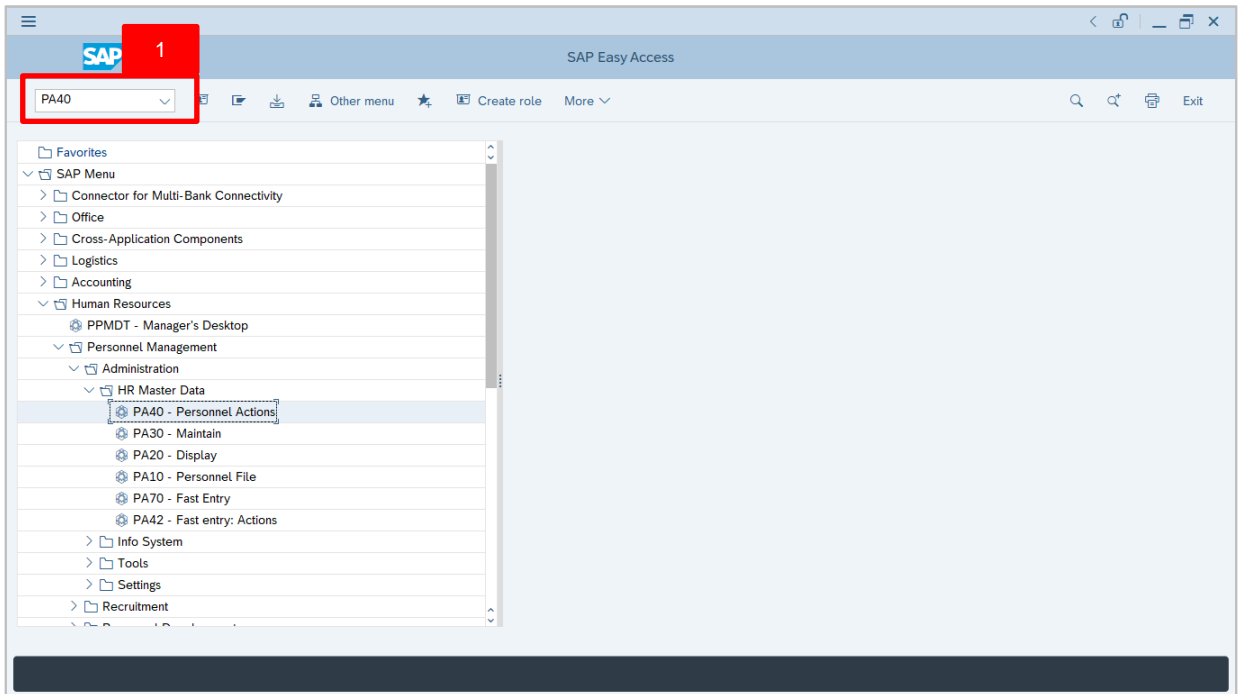 SAP
1
SAP Easy Access
PA40
Other menu
Create role
More
Exit
Favorites
SAP Menu
Connector for Multi-Bank Connectivity
Office
Cross-Application Components
Logistics
Accounting
Human Resources
PPMDT - Manager's Desktop
Personnel Management
Administration
HR Master Data
PA40 - Personnel Actions
PA30 - Maintain
PA20 - Display
PA10 - Personnel File
PA70 - Fast Entry
PA42 - Fast entry: Actions
Info System
Tools
Settings
Recruitment